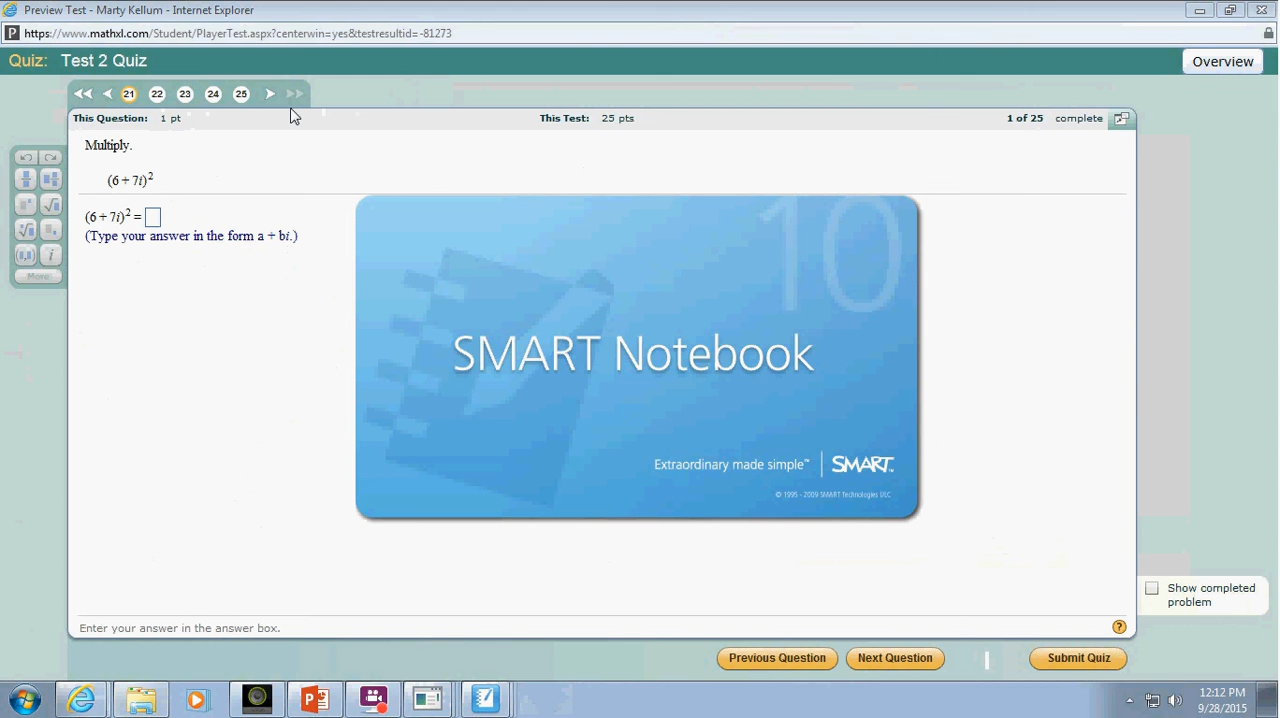 Preview Test - Marty Kellum - Internet Explorer
P https://www.mathxl.com/Student/PlayerTest.aspx?centerwin=yes&testresultid=-81273
Quiz: Test 2 Quiz
Overview
21 22 23 24 25
This Question: 1 pt
This Test: 25 pts
1 of 25 complete
Multiply.
(6 + 7i)²
(6 + 7i)² =
(Type your answer in the form a + bi.)
i
More
10
SMART Notebook
Extraordinary made simple™ | SMART™
© 1995 - 2009 SMART Technologies ULC
Show completed
problem
Enter your answer in the answer box.
?
Previous Question
Next Question
Submit Quiz
12:12 PM
9/28/2015